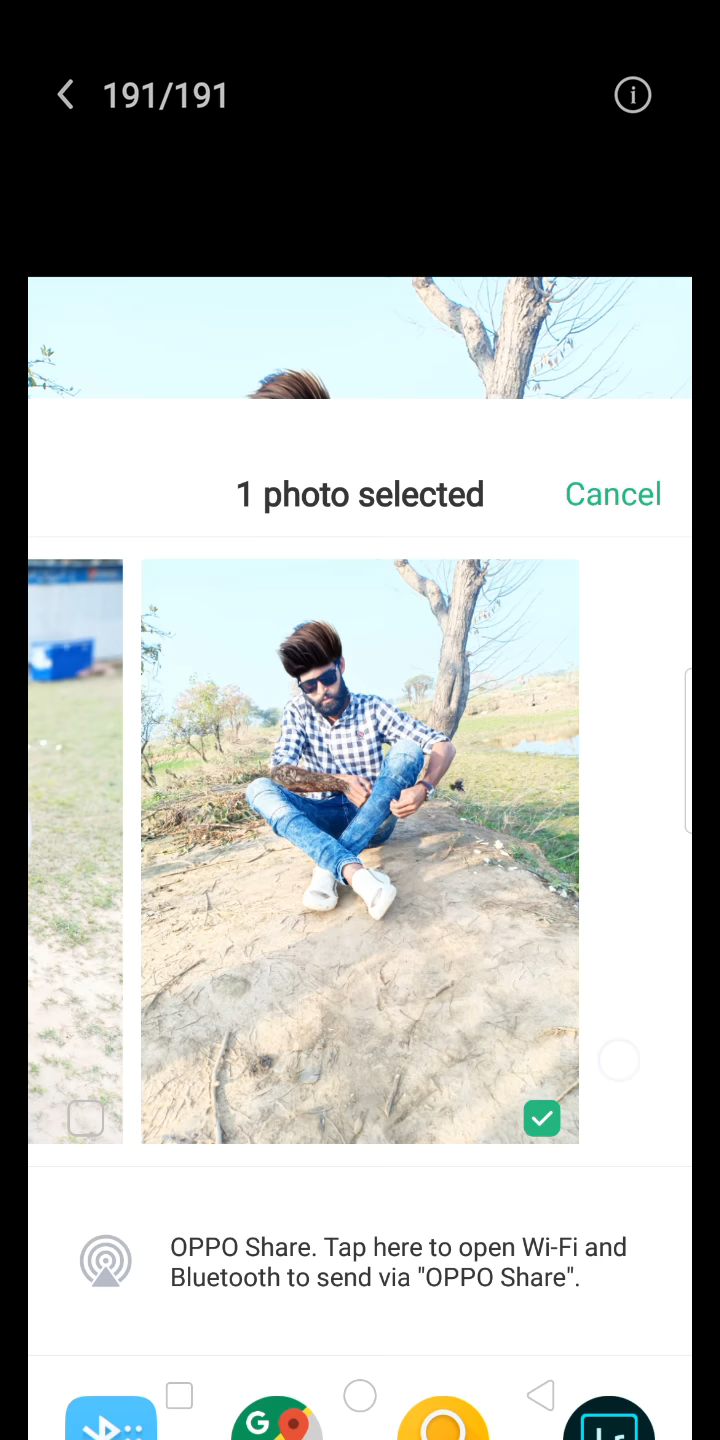 191/191
1 photo selected
Cancel
OPPO Share. Tap here to open Wi-Fi and
Bluetooth to send via "OPPO Share".
G
Lr